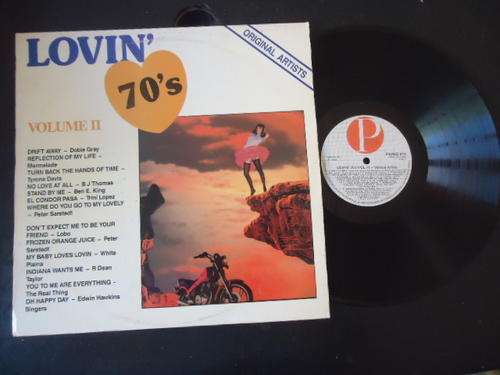 LOVIN'
70's
ORIGINAL ARTISTS
VOLUME II
DRIFT AWAY – Dobie Gray
REFLECTION OF MY LIFE –
Marmalade
TURN BACK THE HANDS OF TIME –
Tyrone Davis
NO LOVE AT ALL – B J Thomas
STAND BY ME – Ben E. King
EL CONDOR PASA – Trini Lopez
WHERE DO YOU GO TO MY LOVELY
– Peter Sarstedt
DON'T EXPECT ME TO BE YOUR
FRIEND – Lobo
FROZEN ORANGE JUICE – Peter
Sarstedt
MY BABY LOVES LOVIN – White
Plains
INDIANA WANTS ME – R Dean
Taylor
YOU TO ME ARE EVERYTHING –
The Real Thing
OH HAPPY DAY – Edwin Hawkins
Singers
P